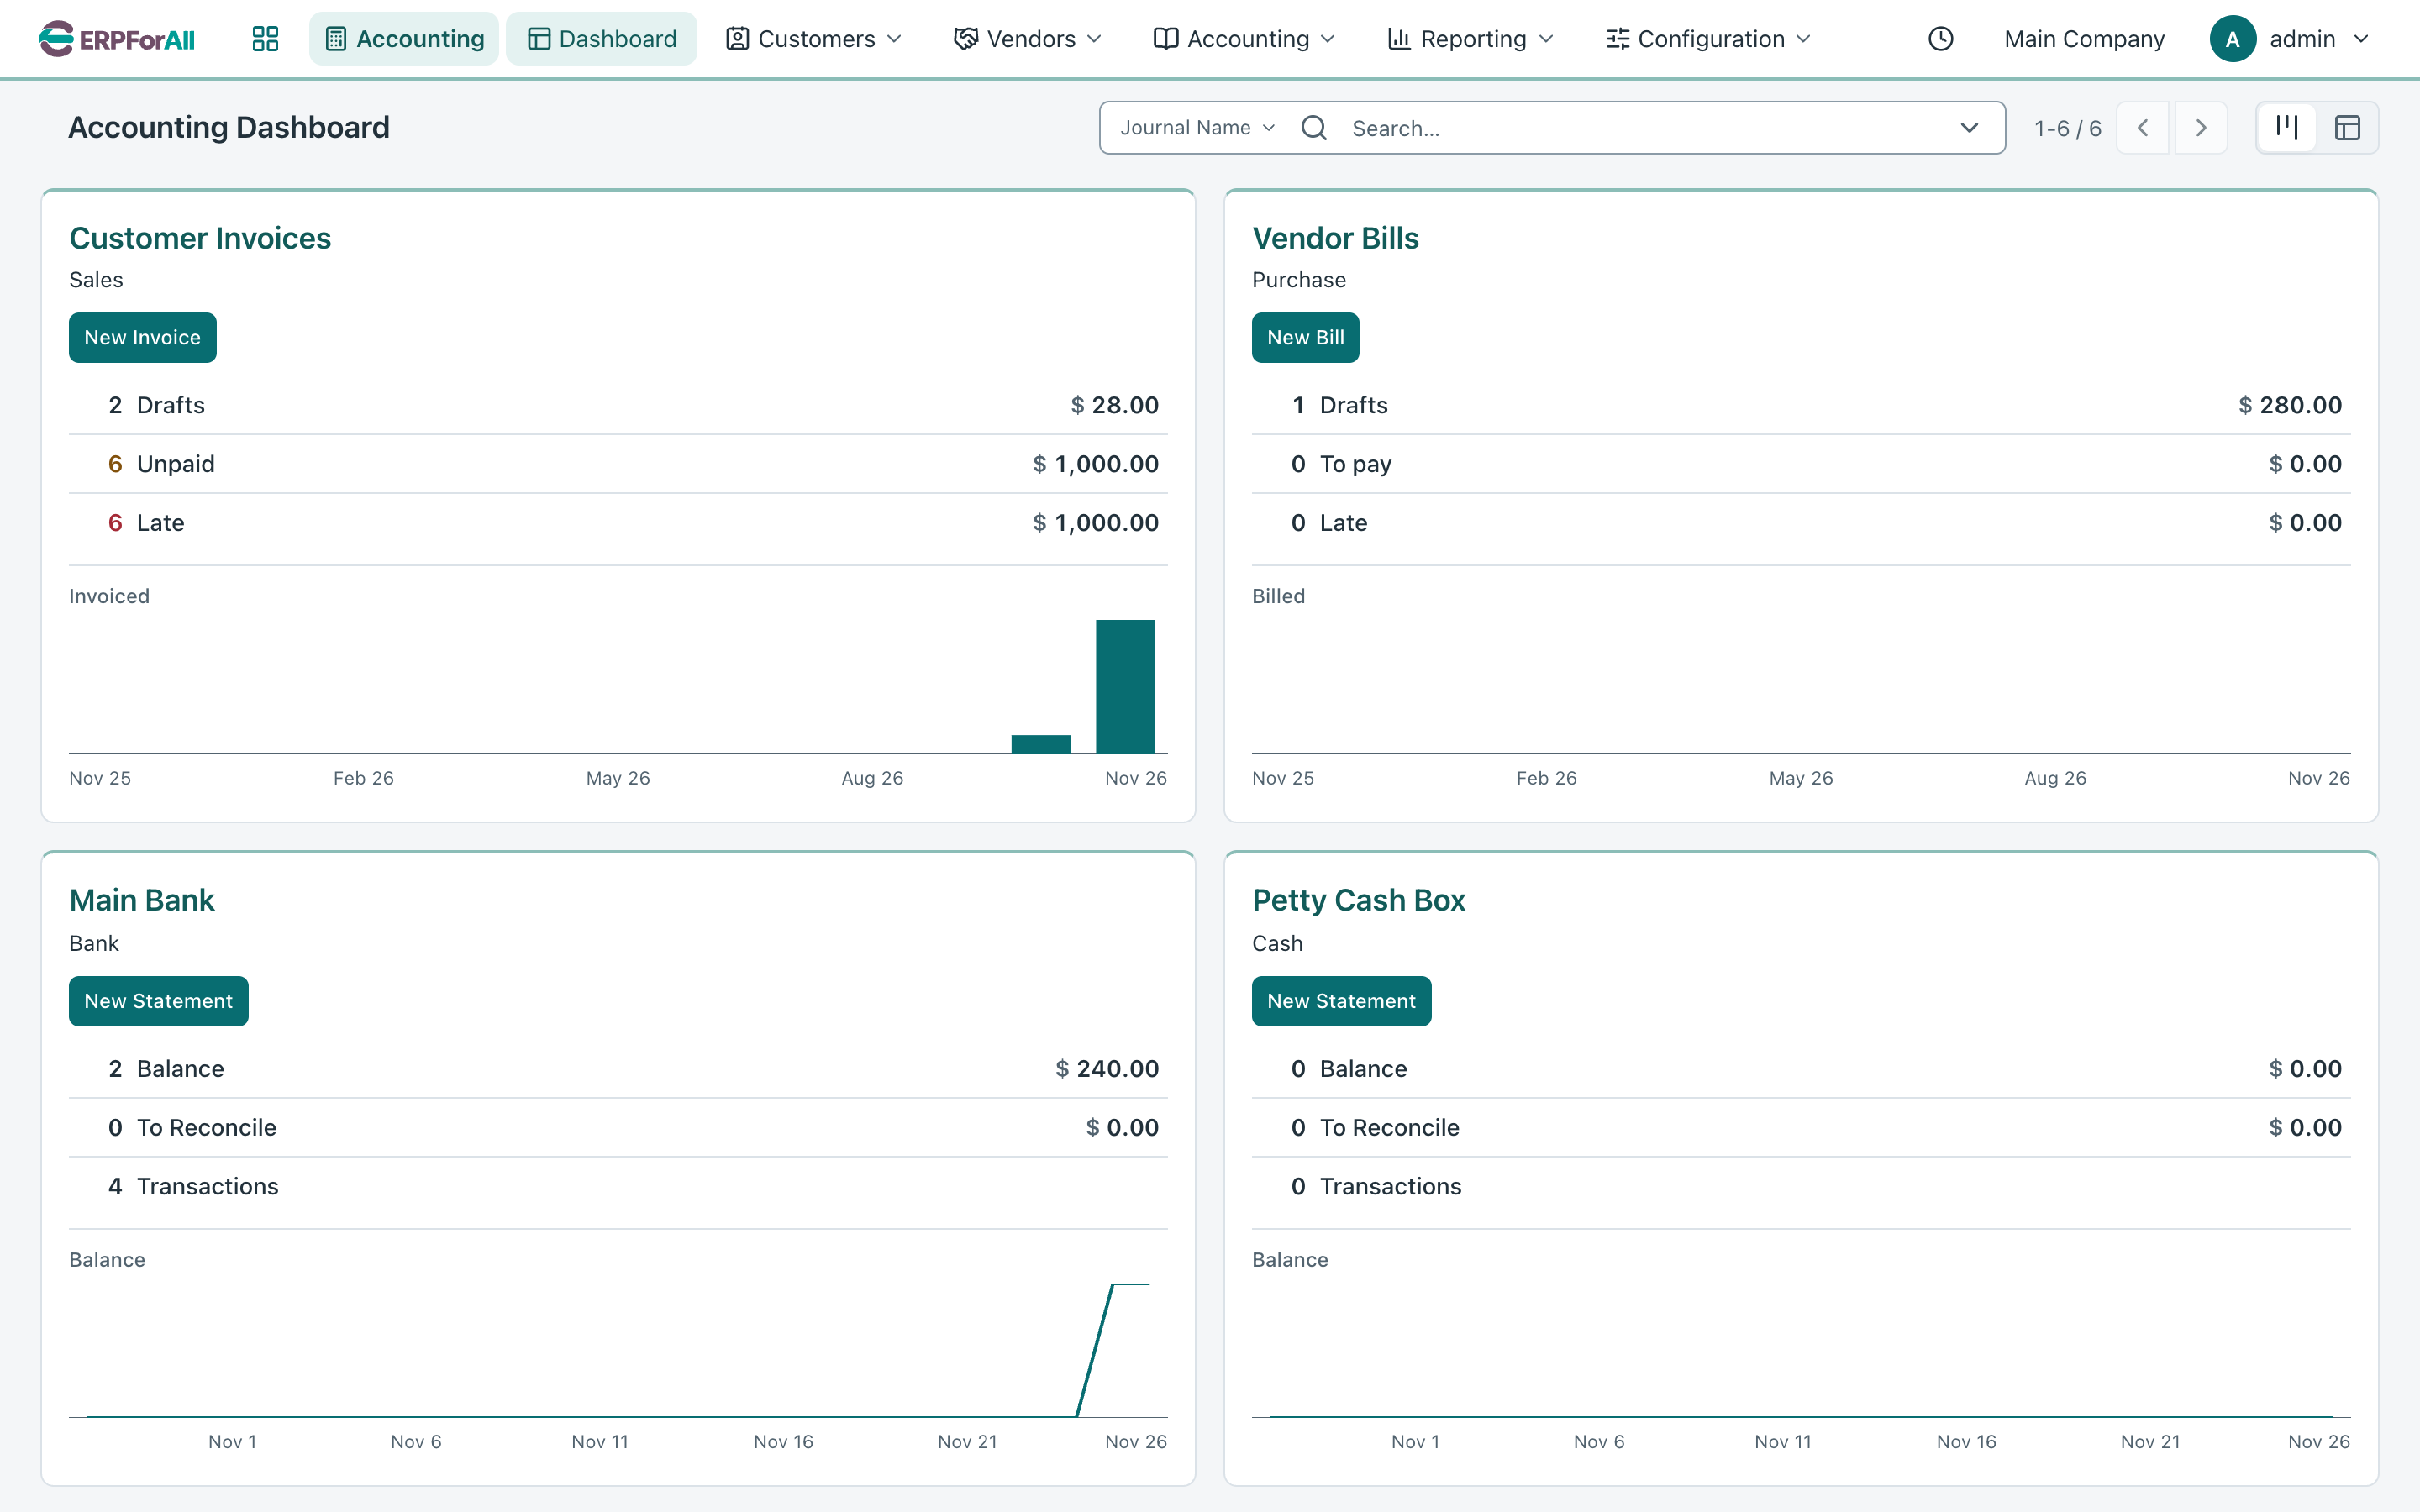 ERPForAll Accounting Dashboard Customers Vendors Accounting Reporting Configuration Main Company A admin
Accounting Dashboard Journal Name Search... 1-6 / 6
Customer Invoices
Sales
New Invoice
2 Drafts $ 28.00
6 Unpaid $ 1,000.00
6 Late $ 1,000.00
Invoiced
Nov 25 Feb 26 May 26 Aug 26 Nov 26
Vendor Bills
Purchase
New Bill
1 Drafts $ 280.00
0 To pay $ 0.00
0 Late $ 0.00
Billed
Nov 25 Feb 26 May 26 Aug 26 Nov 26
Main Bank
Bank
New Statement
2 Balance $ 240.00
0 To Reconcile $ 0.00
4 Transactions
Balance
Nov 1 Nov 6 Nov 11 Nov 16 Nov 21 Nov 26
Petty Cash Box
Cash
New Statement
0 Balance $ 0.00
0 To Reconcile $ 0.00
0 Transactions
Balance
Nov 1 Nov 6 Nov 11 Nov 16 Nov 21 Nov 26